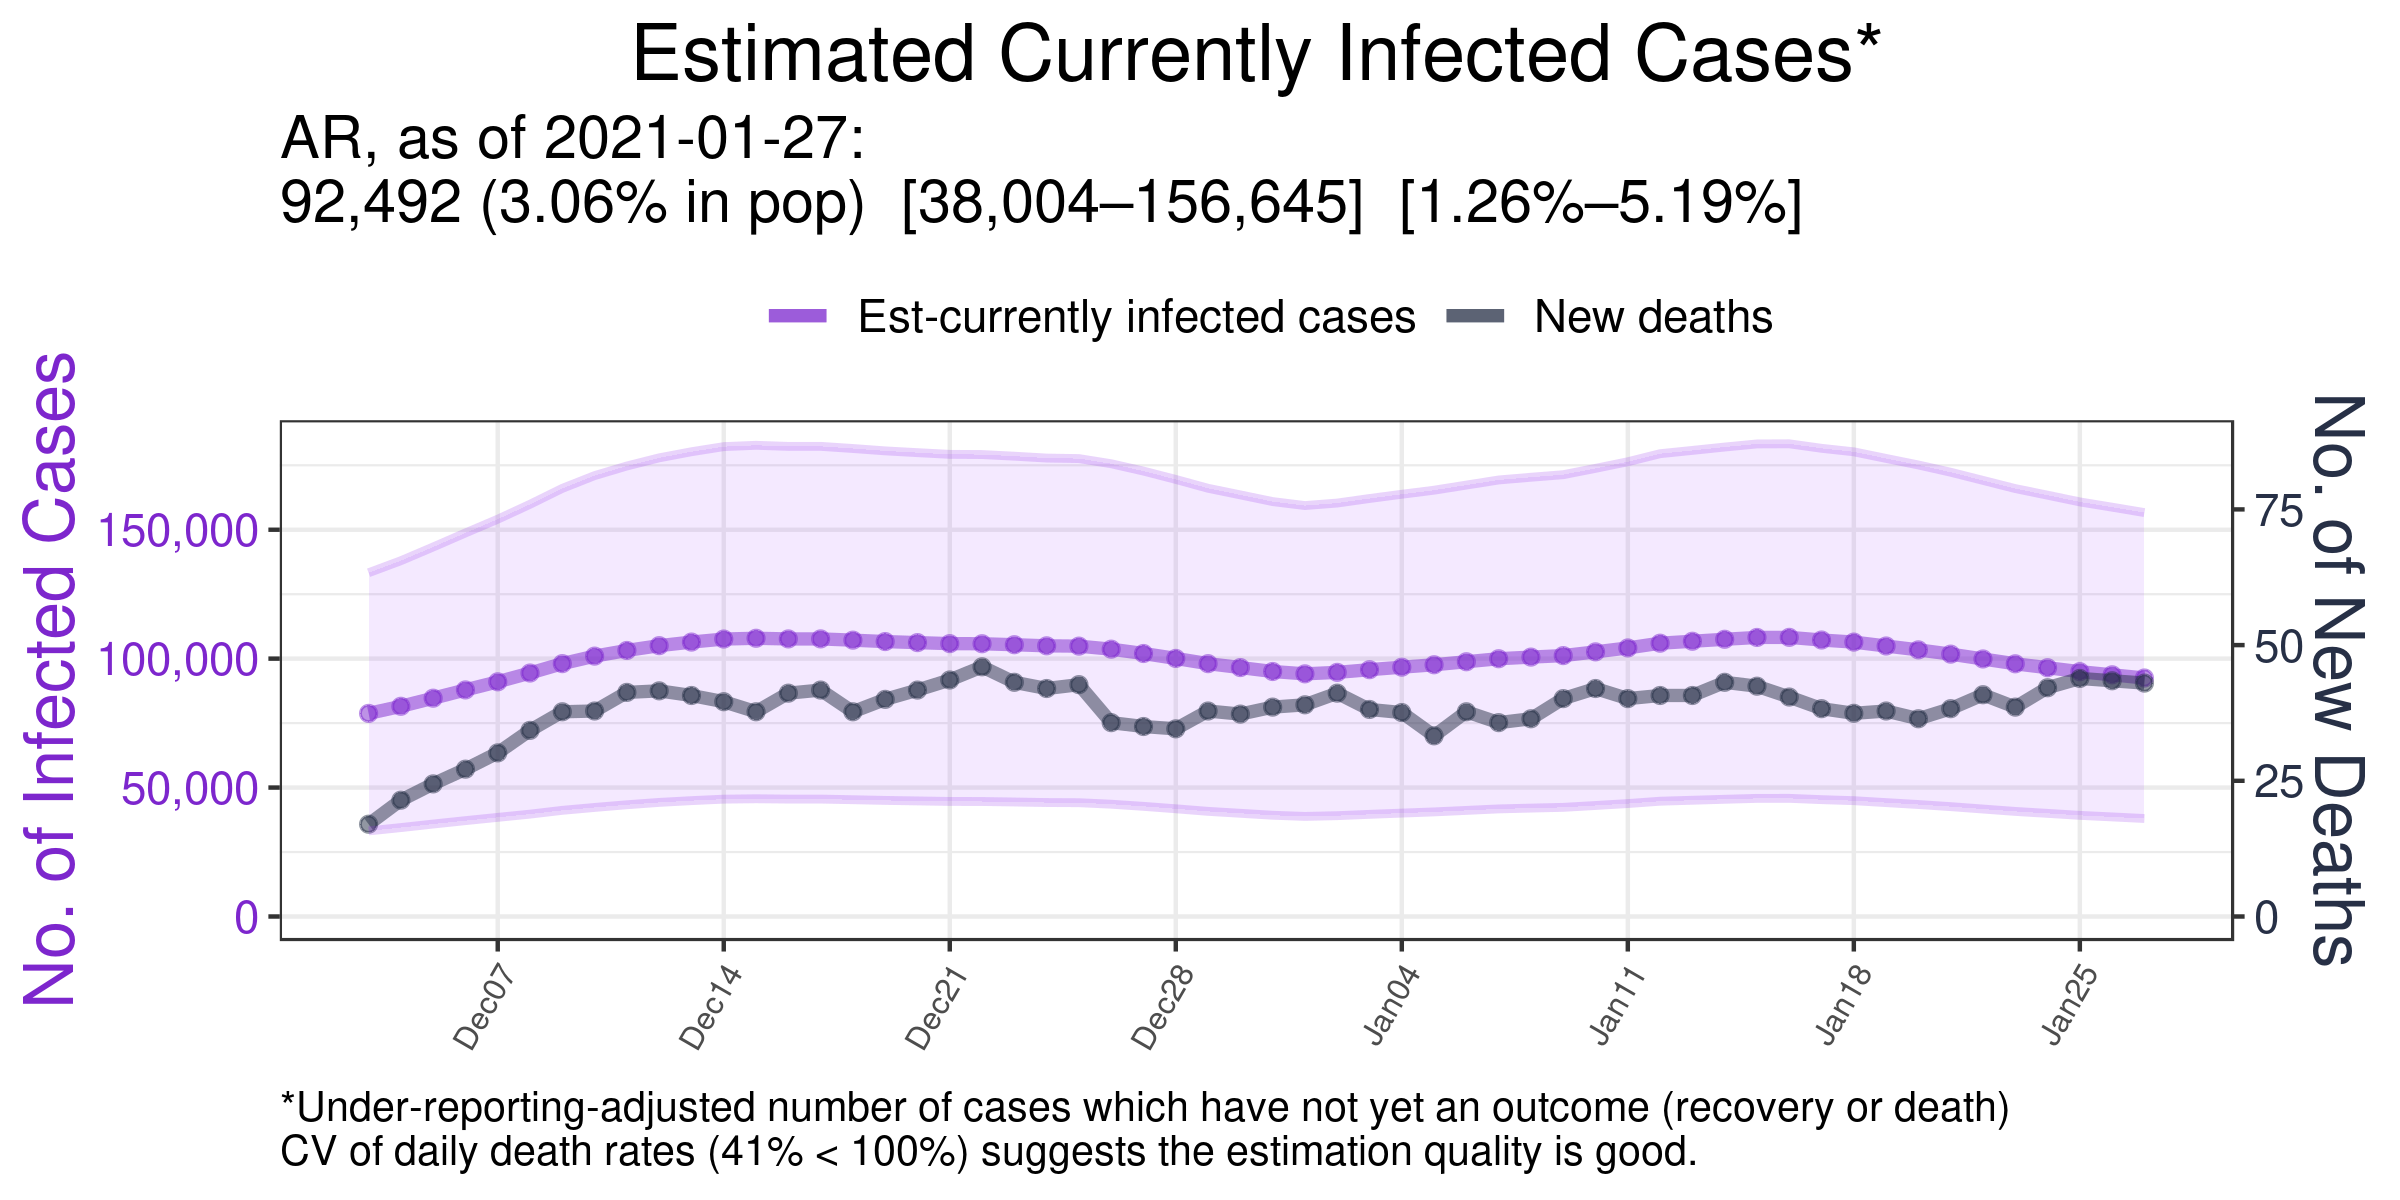 Estimated Currently Infected Cases*
AR, as of 2021-01-27:
92,492 (3.06% in pop)  [38,004–156,645]  [1.26%–5.19%]
Est-currently infected cases
New deaths
No. of Infected Cases
150,000
100,000
50,000
0
75
50
25
0
No. of New Deaths
Dec07
Dec14
Dec21
Dec28
Jan04
Jan11
Jan18
Jan25
*Under-reporting-adjusted number of cases which have not yet an outcome (recovery or death)
CV of daily death rates (41% < 100%) suggests the estimation quality is good.